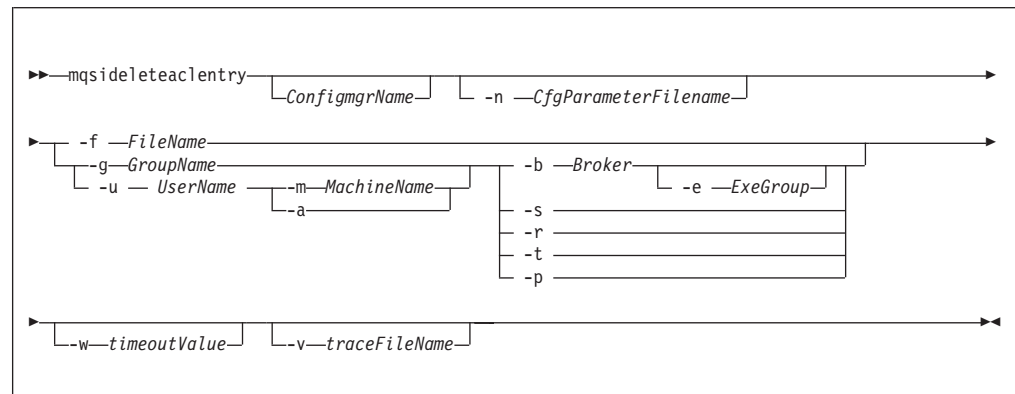 mqsideleteaclentry
ConfigmgrName -n CfgParameterFilename
-f FileName
-g GroupName -b Broker
-u UserName -m MachineName -e ExeGroup
-a -s
-r
-t
-p
-w timeoutValue -v traceFileName